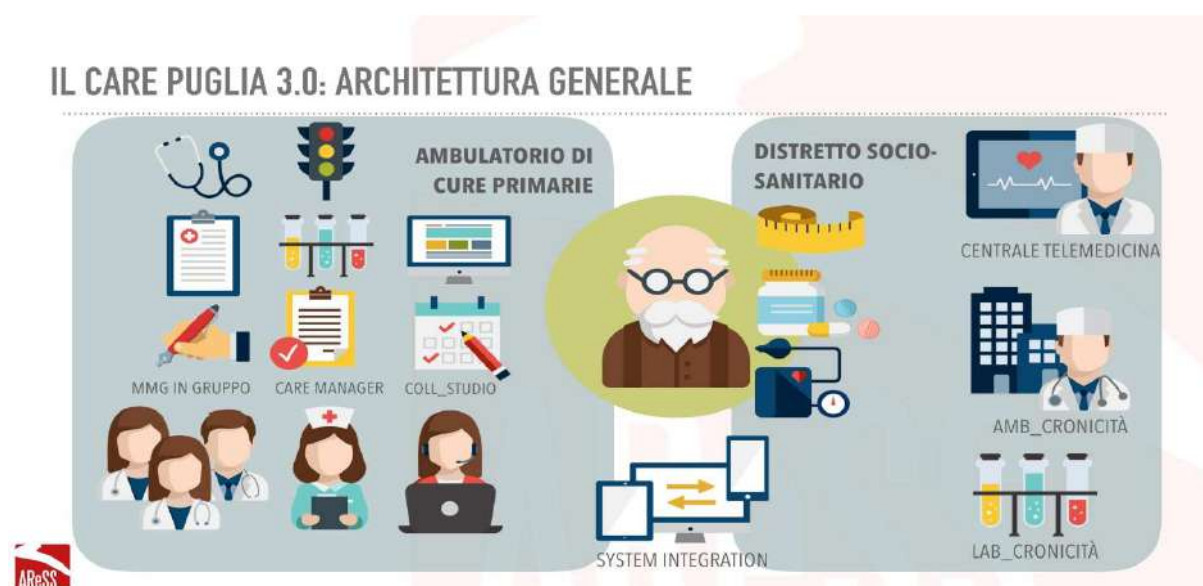 IL CARE PUGLIA 3.0: ARCHITETTURA GENERALE
AMBULATORIO DI
CURE PRIMARIE
MMG IN GRUPPO
CARE MANAGER
COLL_STUDIO
DISTRETTO SOCIO-
SANITARIO
CENTRALE TELEMEDICINA
AMB_CRONICITÀ
LAB_CRONICITÀ
SYSTEM INTEGRATION
AReSS